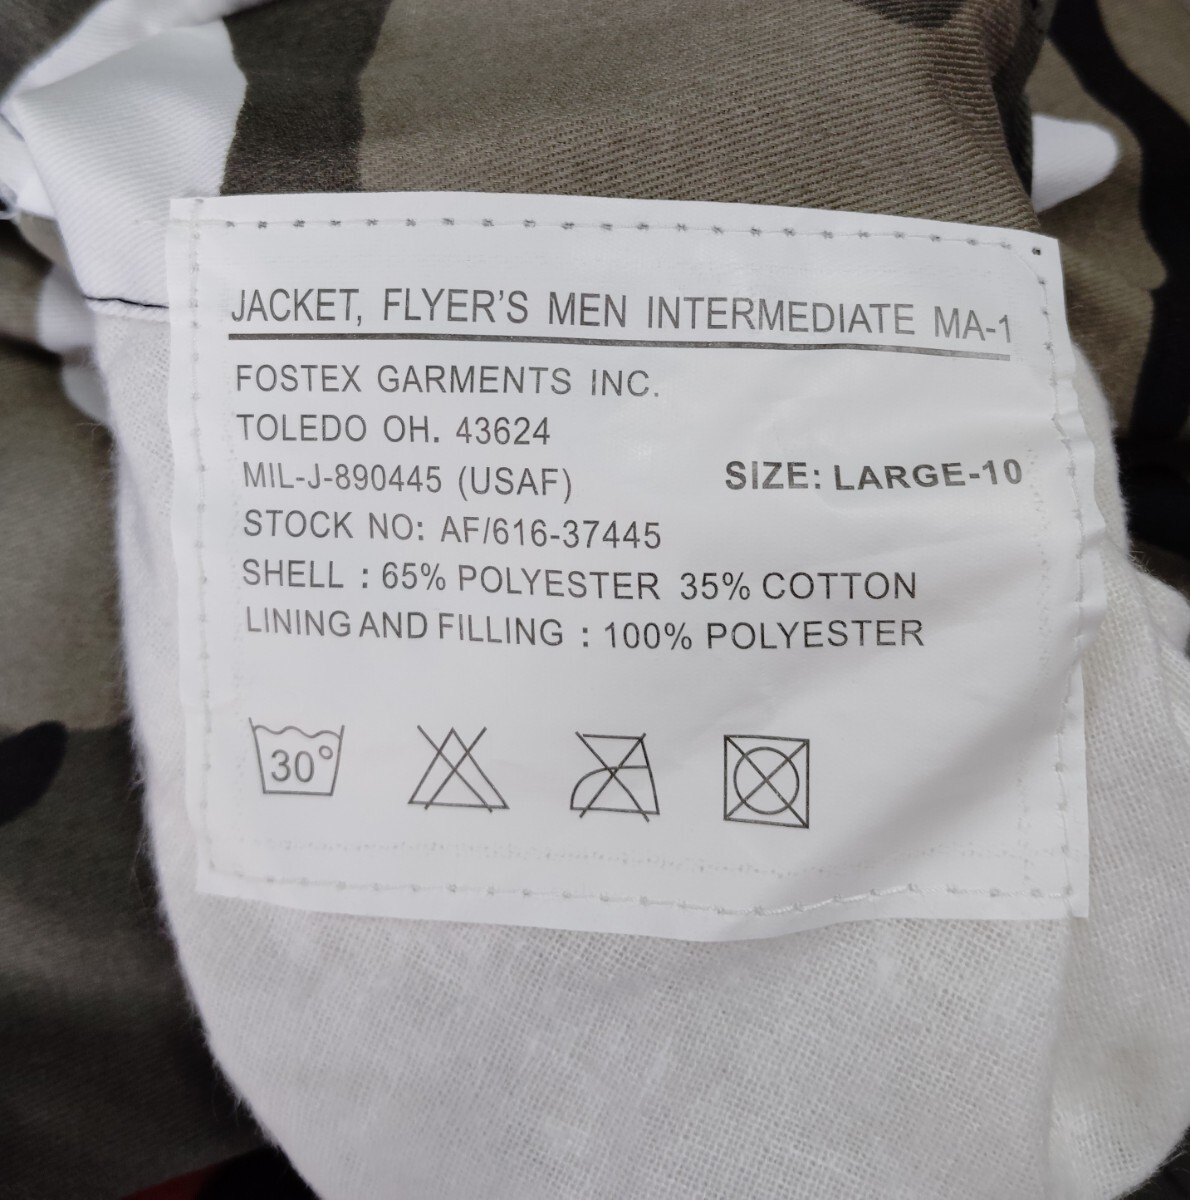 JACKET, FLYER'S MEN INTERMEDIATE MA-1
FOSTEX GARMENTS INC.
TOLEDO OH. 43624
MIL-J-890445 (USAF) SIZE: LARGE-10
STOCK NO: AF/616-37445
SHELL : 65% POLYESTER 35% COTTON
LINING AND FILLING : 100% POLYESTER
30°